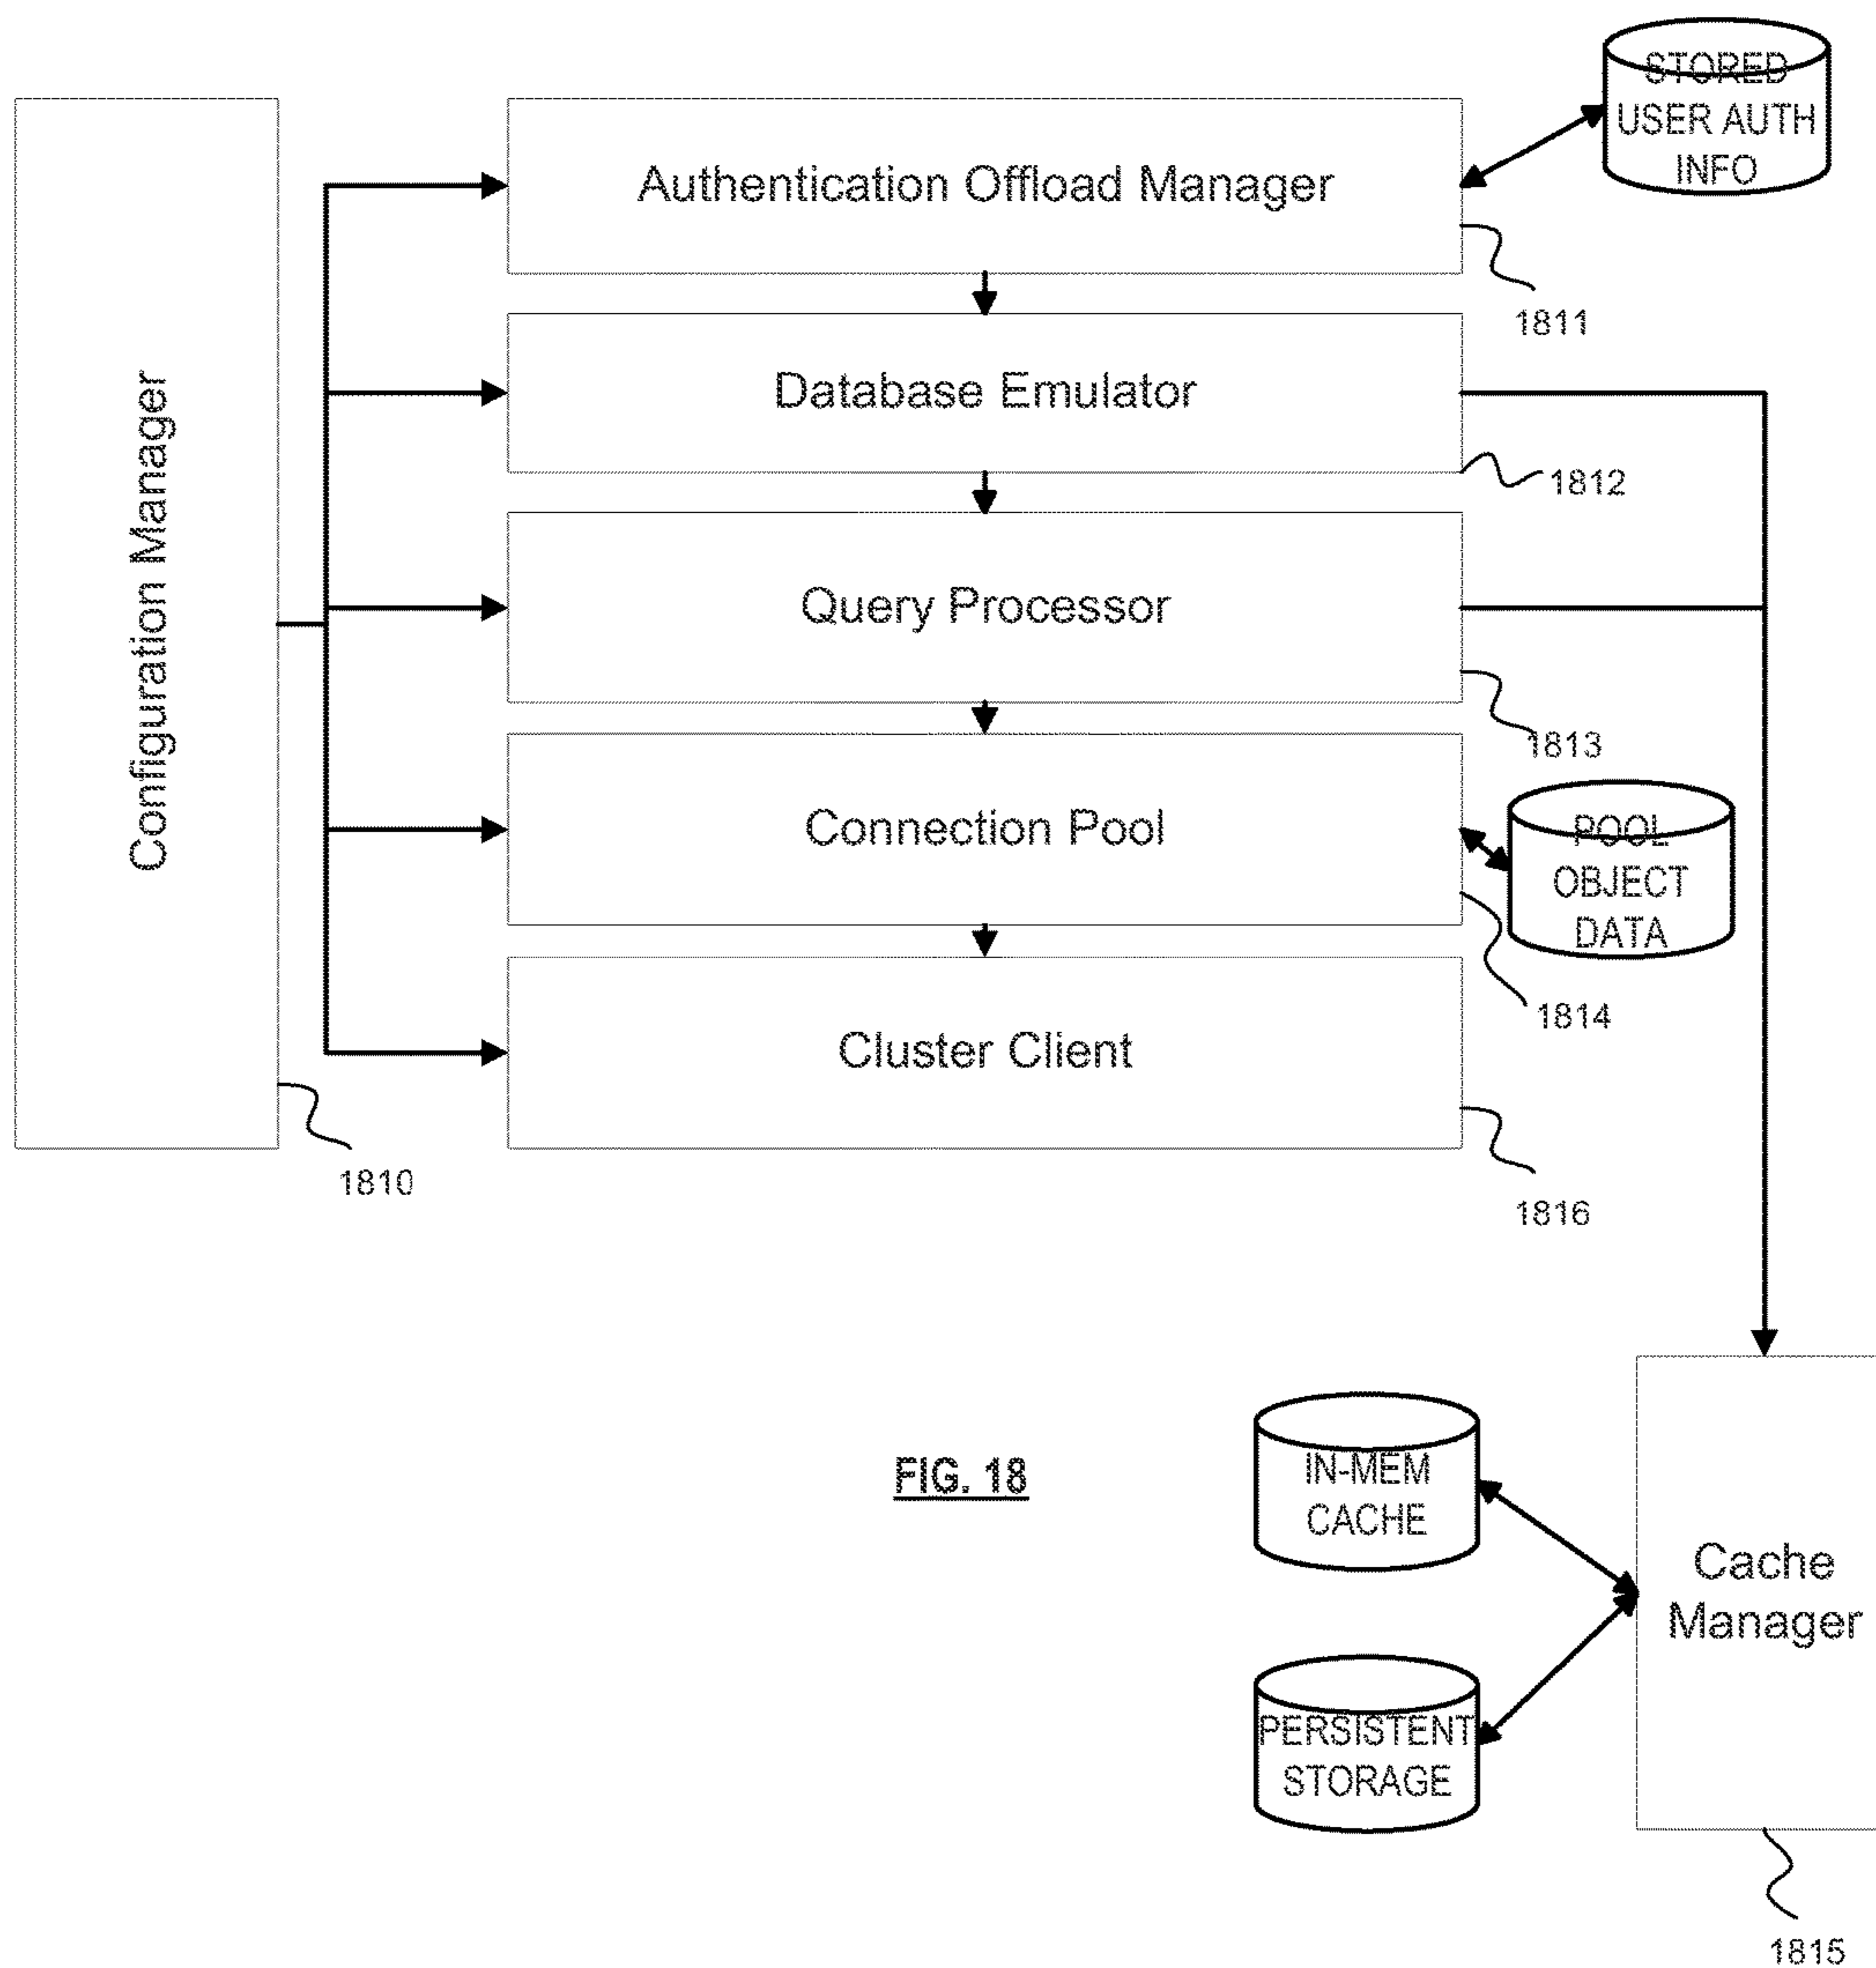 STORED
USER AUTH
INFO
Configuration Manager
Authentication Offload Manager
1811
Database Emulator
1812
Query Processor
1813
Connection Pool
POOL
OBJECT
DATA
1814
Cluster Client
1810
1816
FIG. 18
IN-MEM
CACHE
Cache
Manager
PERSISTENT
STORAGE
1815